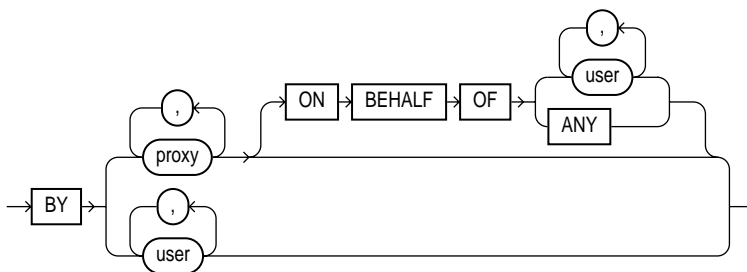 ,
user
ON BEHALF OF
ANY
,
proxy
BY
,
user